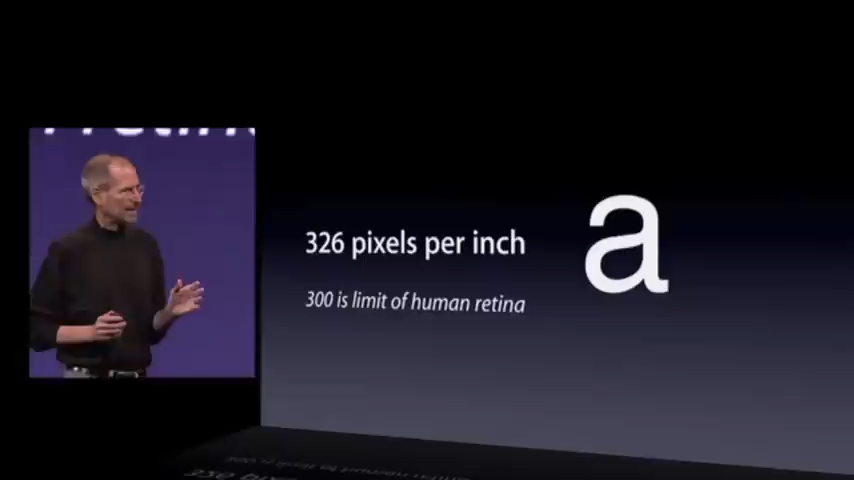 326 pixels per inch
300 is limit of human retina
a